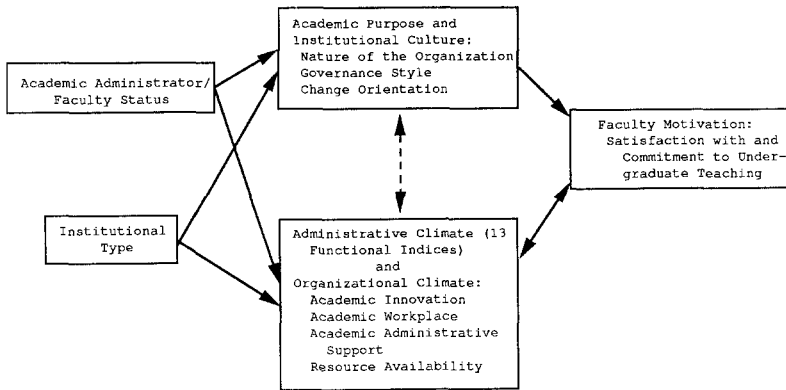 Academic Purpose and
Institutional Culture:
Nature of the Organization
Governance Style
Change Orientation
Academic Administrator/
Faculty Status
Faculty Motivation:
Satisfaction with and
Commitment to Under-
graduate Teaching
Institutional
Type
Administrative Climate (13
Functional Indices)
and
Organizational Climate:
Academic Innovation
Academic Workplace
Academic Administrative
Support
Resource Availability